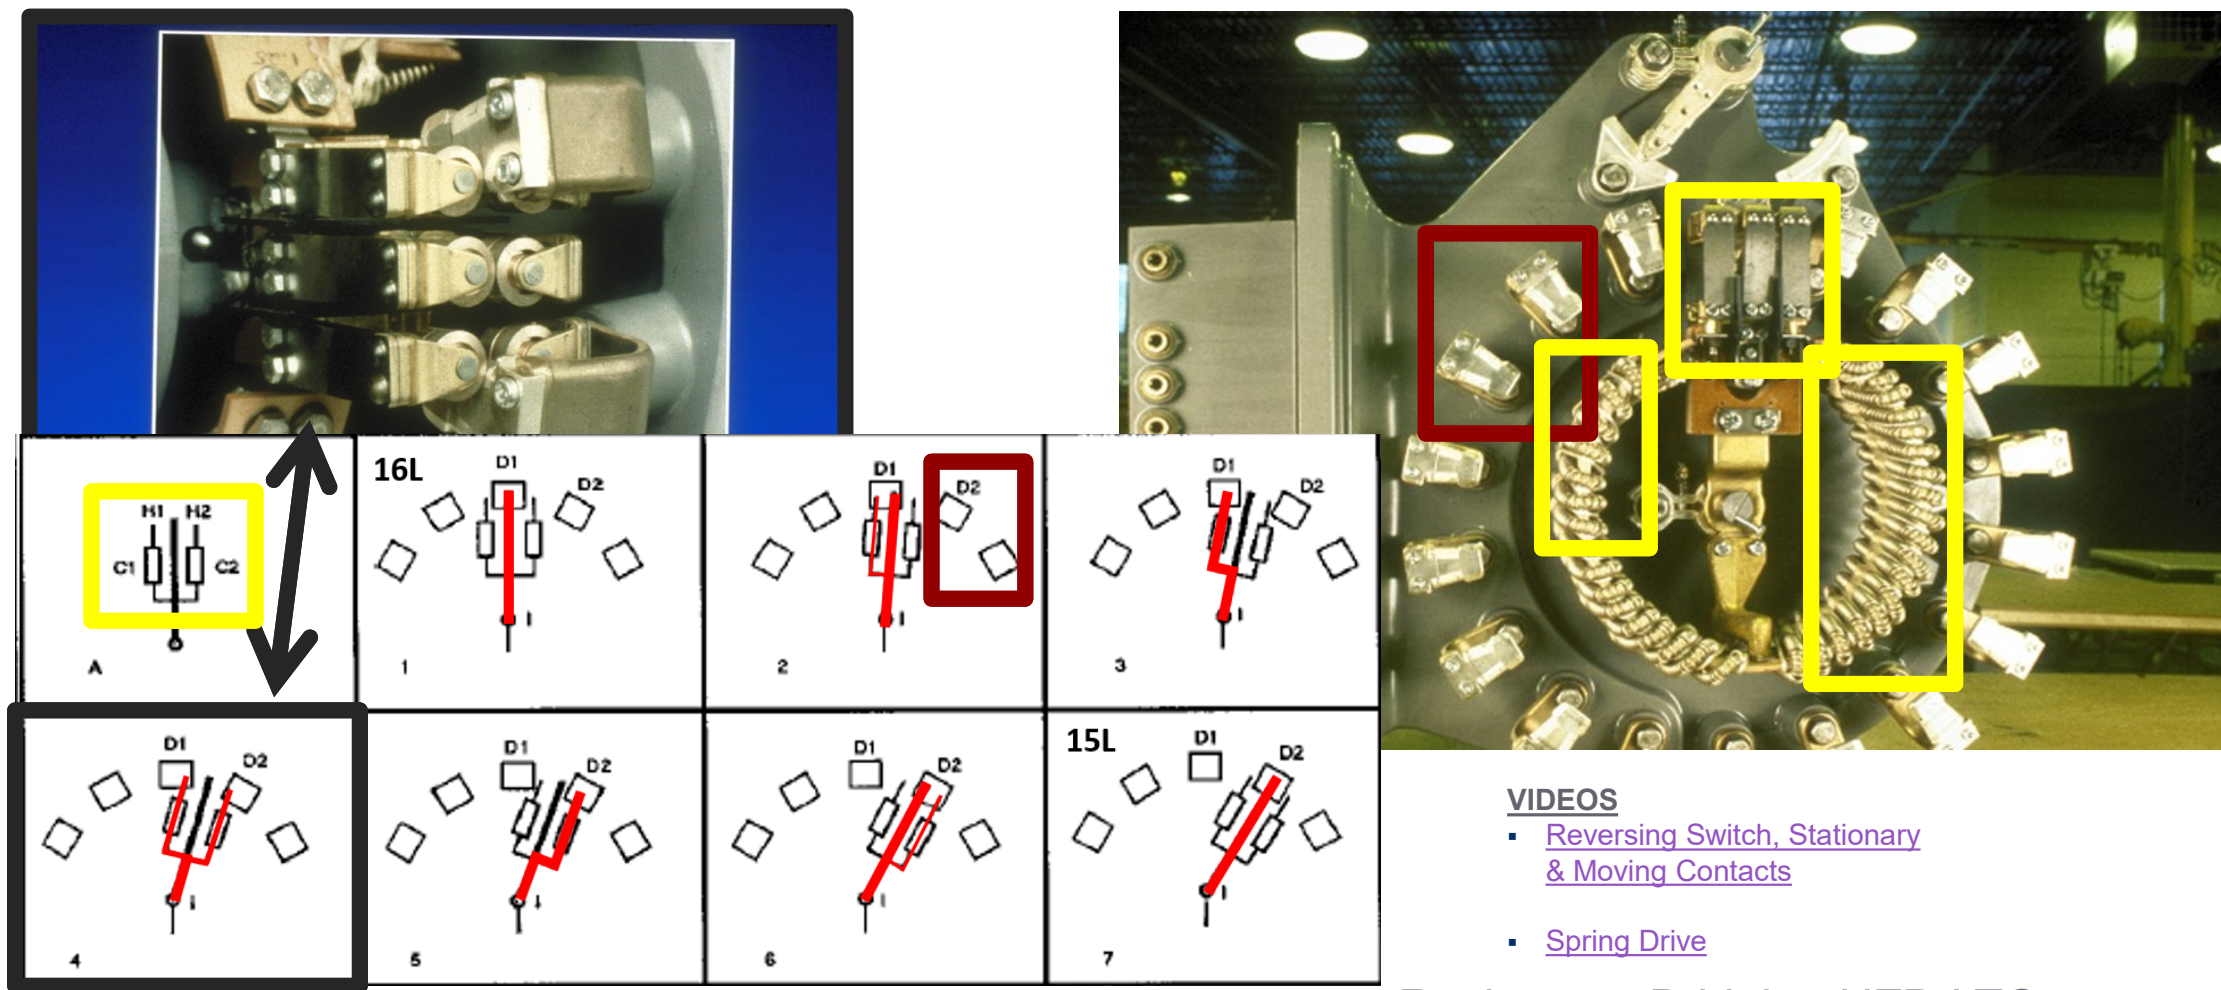 H1 H2
C1 C2
A
16L D1
D2
I
1
D1
D2
I
2
D1
D2
I
3
D1
D2
I
4
D1
D2
I
5
D1
D2
I
6
15L D1
D2
I
7
VIDEOS
▪ Reversing Switch, Stationary
& Moving Contacts
▪ Spring Drive